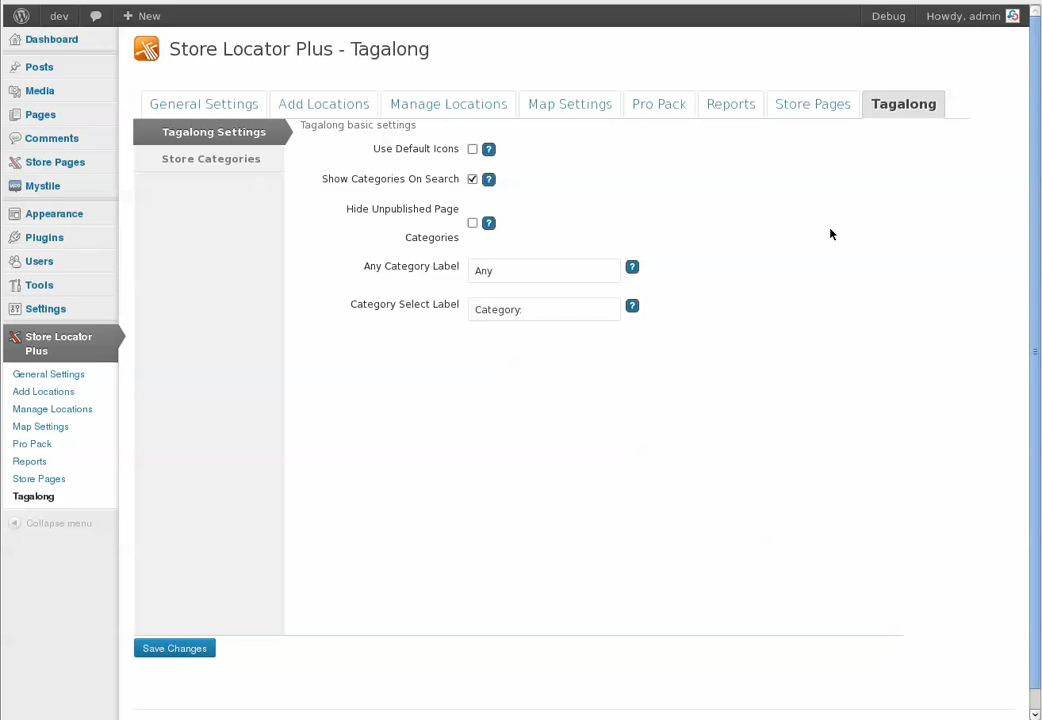 dev
+ New
Debug
Howdy, admin
Dashboard
Posts
Media
Pages
Comments
Store Pages
Mystile
Appearance
Plugins
Users
Tools
Settings
Store Locator
Plus
General Settings
Add Locations
Manage Locations
Map Settings
Pro Pack
Reports
Store Pages
Tagalong
Collapse menu
Store Locator Plus - Tagalong
General Settings
Add Locations
Manage Locations
Map Settings
Pro Pack
Reports
Store Pages
Tagalong
Tagalong Settings
Store Categories
Tagalong basic settings
Use Default Icons ?
Show Categories On Search ?
Hide Unpublished Page
Categories ?
Any Category Label Any ?
Category Select Label Category: ?
Save Changes